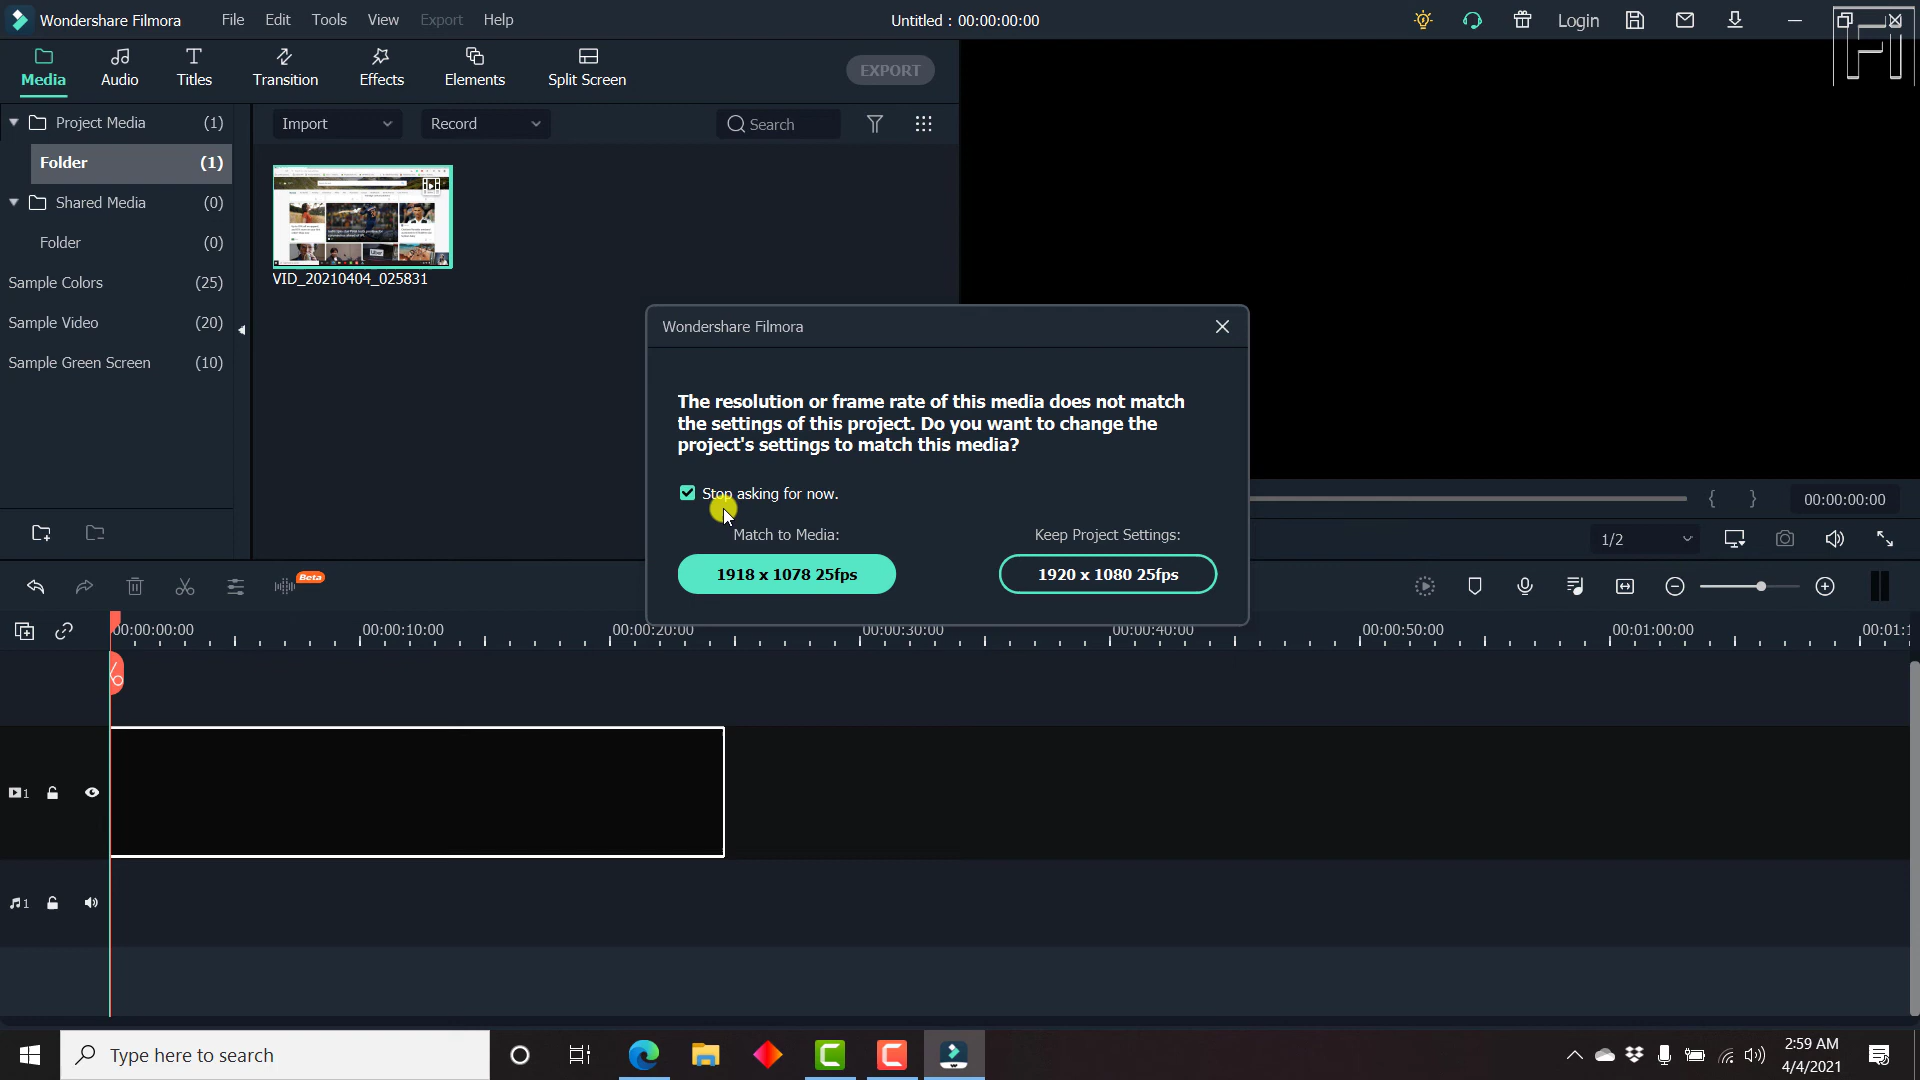 Wondershare Filmora
File Edit Tools View Export Help
Untitled : 00:00:00:00
Login
FI
Media Audio Titles Transition Effects Elements Split Screen
EXPORT
Project Media (1)
Import Record Search
Folder (1)
Shared Media (0)
Folder (0)
Sample Colors (25)
VID_20210404_025831
Sample Video (20)
Sample Green Screen (10)
Wondershare Filmora
The resolution or frame rate of this media does not match
the settings of this project. Do you want to change the
project's settings to match this media?
Stop asking for now.
Match to Media: Keep Project Settings:
1918 x 1078 25fps 1920 x 1080 25fps
{ } 00:00:00:00
1/2
Beta
00:00:00:00 00:00:10:00 00:00:20:00 00:00:30:00 00:00:40:00 00:00:50:00 00:01:00:00 00:01:1
1
1
Type here to search
2:59 AM
4/4/2021